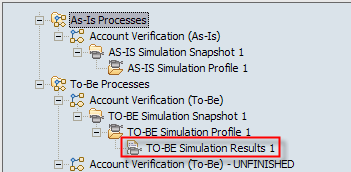 As-Is Processes
Account Verification (As-Is)
AS-IS Simulation Snapshot 1
AS-IS Simulation Profile 1
To-Be Processes
Account Verification (To-Be)
TO-BE Simulation Snapshot 1
TO-BE Simulation Profile 1
TO-BE Simulation Results 1
Account Verification (To-Be) - UNFINISHED